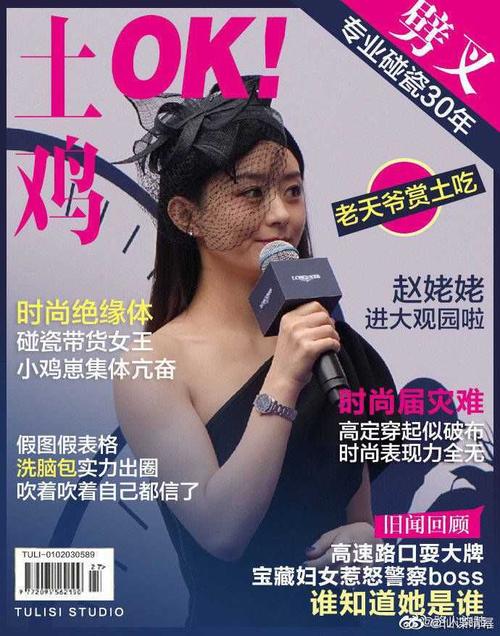 土鸡
OK!
劈叉
专业碰瓷30年
老天爷赏土吃
赵姥姥
进大观园啦
时尚绝缘体
碰瓷带货女王
小鸡崽集体亢奋
LONGINES
时尚届灾难
高定穿起似破布
时尚表现力全无
假图假表格
洗脑包实力出圈
吹着吹着自己都信了
旧闻回顾
高速路口耍大牌
宝藏妇女惹怒警察boss
谁知道她是谁
TULI-0102030589
TULISI STUDIO